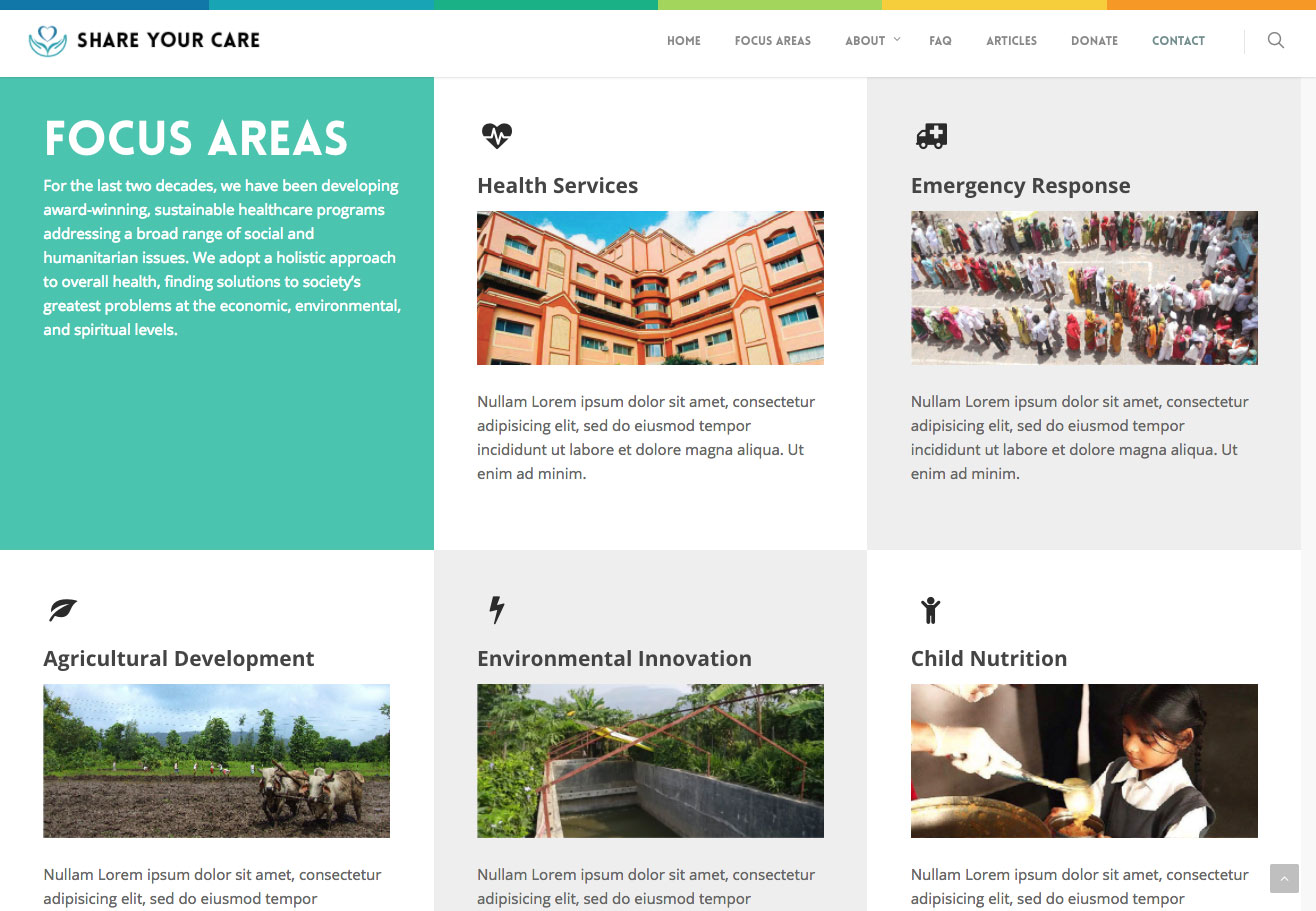 SHARE YOUR CARE
HOME FOCUS AREAS ABOUT FAQ ARTICLES DONATE CONTACT
FOCUS AREAS
For the last two decades, we have been developing
award-winning, sustainable healthcare programs
addressing a broad range of social and
humanitarian issues. We adopt a holistic approach
to overall health, finding solutions to society's
greatest problems at the economic, environmental,
and spiritual levels.
Health Services
Nullam Lorem ipsum dolor sit amet, consectetur
adipisicing elit, sed do eiusmod tempor
incididunt ut labore et dolore magna aliqua. Ut
enim ad minim.
Emergency Response
Nullam Lorem ipsum dolor sit amet, consectetur
adipisicing elit, sed do eiusmod tempor
incididunt ut labore et dolore magna aliqua. Ut
enim ad minim.
Agricultural Development
Nullam Lorem ipsum dolor sit amet, consectetur
adipisicing elit, sed do eiusmod tempor
Environmental Innovation
Nullam Lorem ipsum dolor sit amet, consectetur
adipisicing elit, sed do eiusmod tempor
Child Nutrition
Nullam Lorem ipsum dolor sit amet, consectetur
adipisicing elit, sed do eiusmod tempor